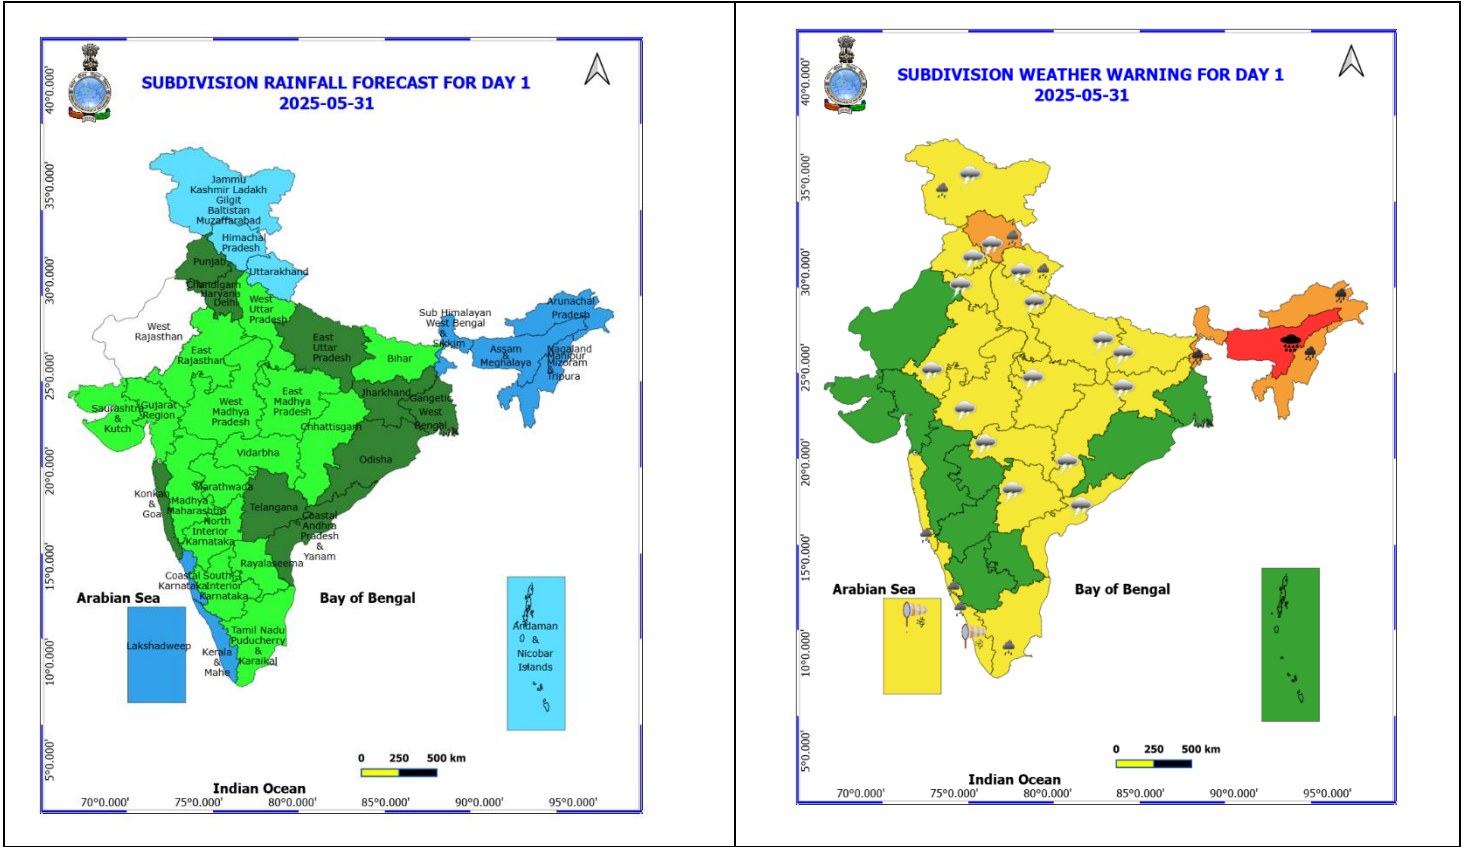 SUBDIVISION RAINFALL FORECAST FOR DAY 1
2025-05-31
40°0.000'
35°0.000'
30°0.000'
25°0.000'
20°0.000'
15°0.000'
10°0.000'
5°0.000'
Jammu
Kashmir Ladakh
Gilgit
Baltistan
Muzaffarabad
Himachal
Pradesh
Punjab
Uttarakhand
Chandigarh
Haryana
Delhi
West
Uttar
Pradesh
West
Rajasthan
East
Rajasthan
East
Uttar
Pradesh
Bihar
Sub Himalayan
West Bengal
&
Sikkim
Arunachal
Pradesh
Assam
&
Meghalaya
Nagaland
Manipur
Mizoram
&
Tripura
Saurashtra
&
Kutch
Gujarat
Region
West
Madhya
Pradesh
East
Madhya
Pradesh
Jharkhand
Gangetic
West
Bengal
Chhattisgarh
Vidarbha
Odisha
Konkan
&
Goa
Marathwada
Madhya
Maharashtra
North
Interior
Karnataka
Telangana
Coastal
Andhra
Pradesh
&
Yanam
Rayalaseema
Coastal
Karnataka
South
Interior
Karnataka
Arabian Sea
Bay of Bengal
Lakshadweep
Kerala
&
Mahe
Tamil Nadu
Puducherry
&
Karaikal
Andaman
&
Nicobar
Islands
0 250 500 km
Indian Ocean
70°0.000' 75°0.000' 80°0.000' 85°0.000' 90°0.000' 95°0.000'
SUBDIVISION WEATHER WARNING FOR DAY 1
2025-05-31
40°0.000'
35°0.000'
30°0.000'
25°0.000'
20°0.000'
15°0.000'
10°0.000'
5°0.000'
Arabian Sea
Bay of Bengal
0 250 500 km
Indian Ocean
70°0.000' 75°0.000' 80°0.000' 85°0.000' 90°0.000' 95°0.000'